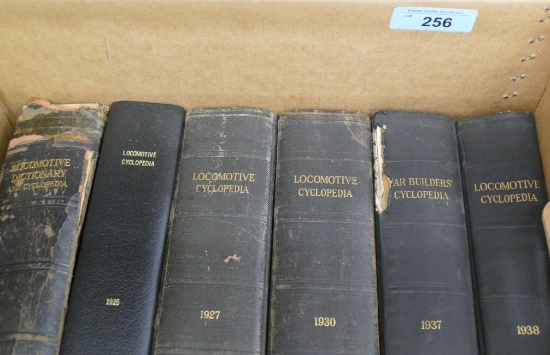 256
LOCOMOTIVE
DICTIONARY
AND CYCLOPEDIA
LOCOMOTIVE
CYCLOPEDIA
1925
LOCOMOTIVE
CYCLOPEDIA
1927
LOCOMOTIVE
CYCLOPEDIA
1930
CAR BUILDERS'
CYCLOPEDIA
1937
LOCOMOTIVE
CYCLOPEDIA
1938